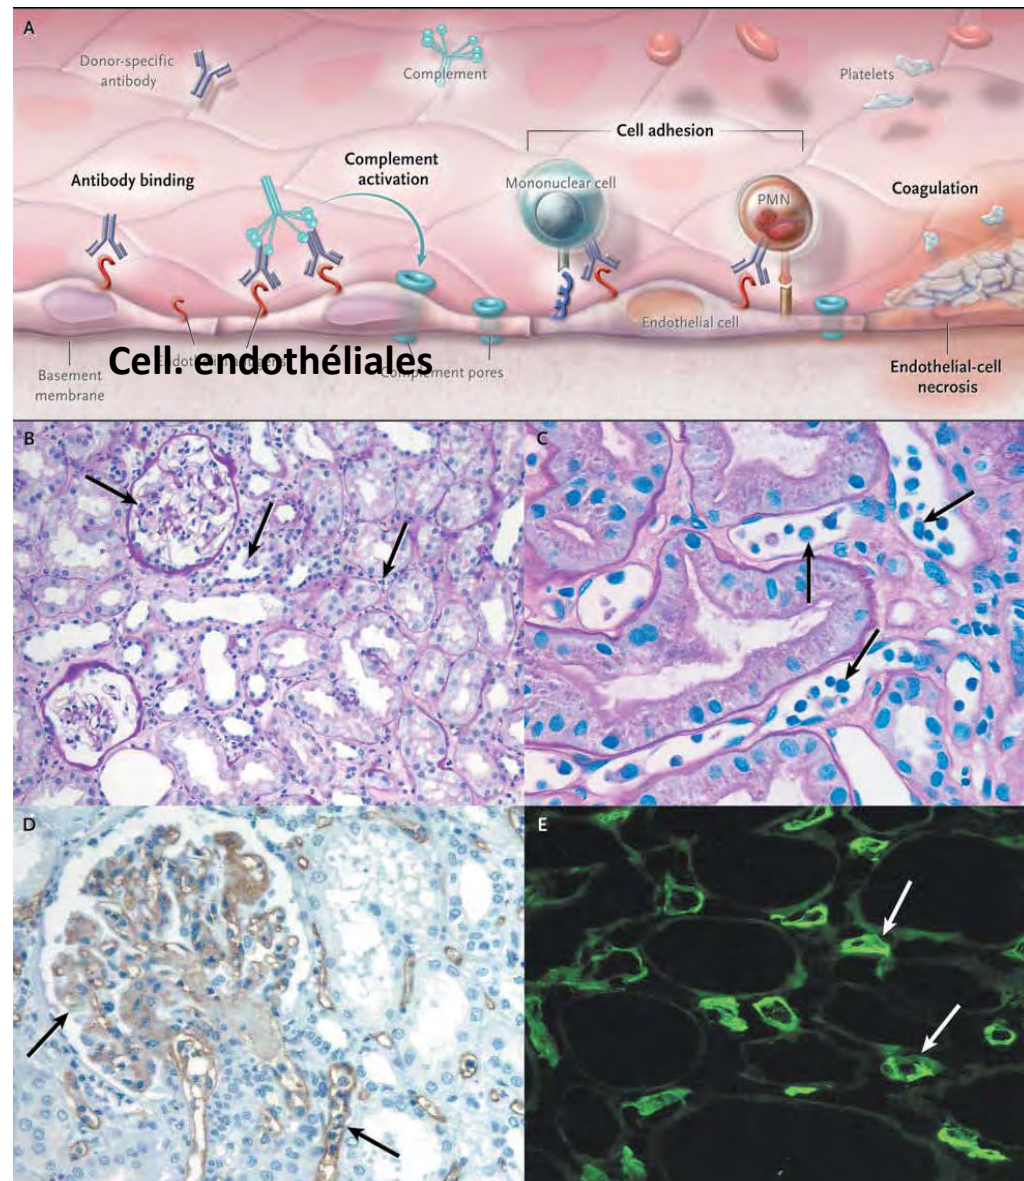 A
Donor-specific
antibody
Complement
Platelets
Cell adhesion
Antibody binding
Complement
activation
Mononuclear cell
PMN
Coagulation
Endothelial cell
Cell. endothéliales
Complement pores
Basement
membrane
Endothelial-cell
necrosis
B
C
D
E